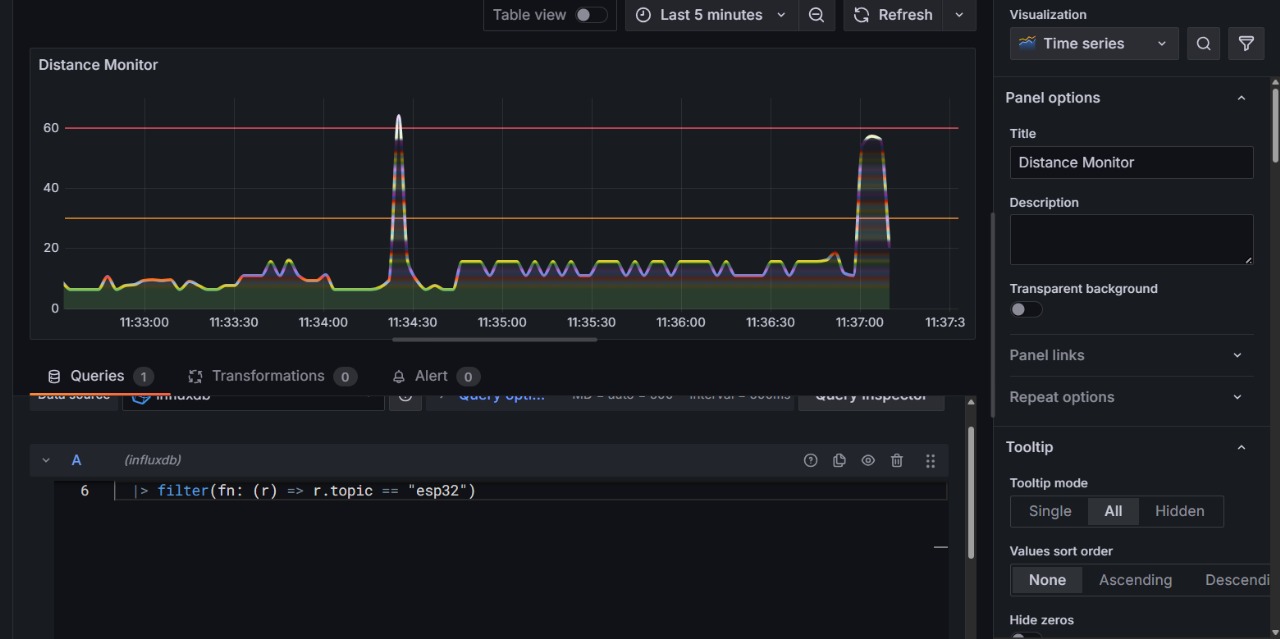 Table view
Last 5 minutes
Refresh
Distance Monitor
60
40
20
0
11:33:00 11:33:30 11:34:00 11:34:30 11:35:00 11:35:30 11:36:00 11:36:30 11:37:00 11:37:3
Queries 1 Transformations 0 Alert 0
Data source influxdb Query opti... MD = auto = 500 Interval = 500ms Query inspector
A (influxdb)
6 |> filter(fn: (r) => r.topic == "esp32")
Visualization
Time series
Panel options
Title
Distance Monitor
Description
Transparent background
Panel links
Repeat options
Tooltip
Tooltip mode
Single All Hidden
Values sort order
None Ascending Descendi
Hide zeros